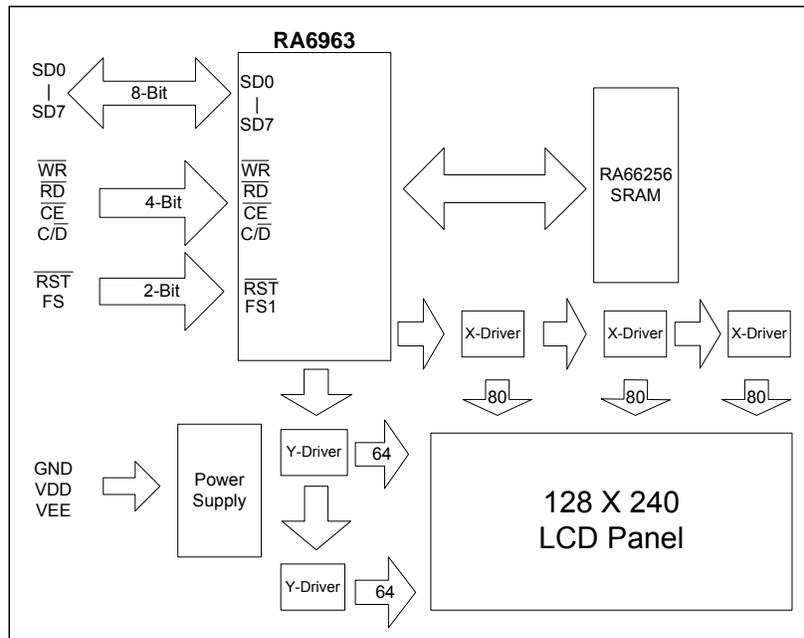 RA6963
SD0
|
SD7
8-Bit
SD0
|
SD7
WR
RD
CE
C/D
4-Bit
WR
RD
CE
C/D
RA66256
SRAM
RST
FS
2-Bit
RST
FS1
X-Driver
X-Driver
X-Driver
80
80
80
GND
VDD
VEE
Power
Supply
Y-Driver
64
128 X 240
LCD Panel
Y-Driver
64